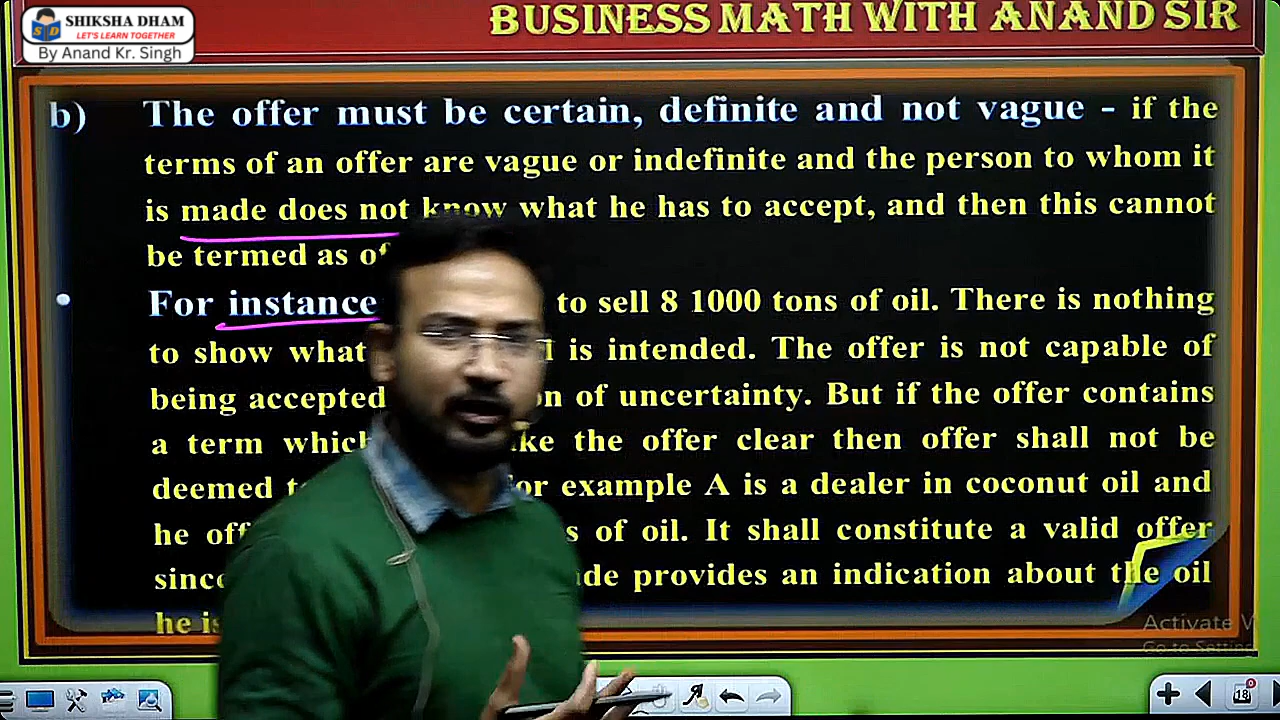 SHIKSHA DHAM
SD
LET'S LEARN TOGETHER
By Anand Kr. Singh
BUSINESS MATH WITH ANAND SIR
b) The offer must be certain, definite and not vague - if the
terms of an offer are vague or indefinite and the person to whom it
is made does not know what he has to accept, and then this cannot
be termed as
• For instance to sell 8 1000 tons of oil. There is nothing
to show what is intended. The offer is not capable of
being accepted of uncertainty. But if the offer contains
a term the offer clear then offer shall not be
deemed example A is a dealer in coconut oil and
he of oil. It shall constitute a valid offer
provides an indication about the oil
he
Activate
Go to
18
0